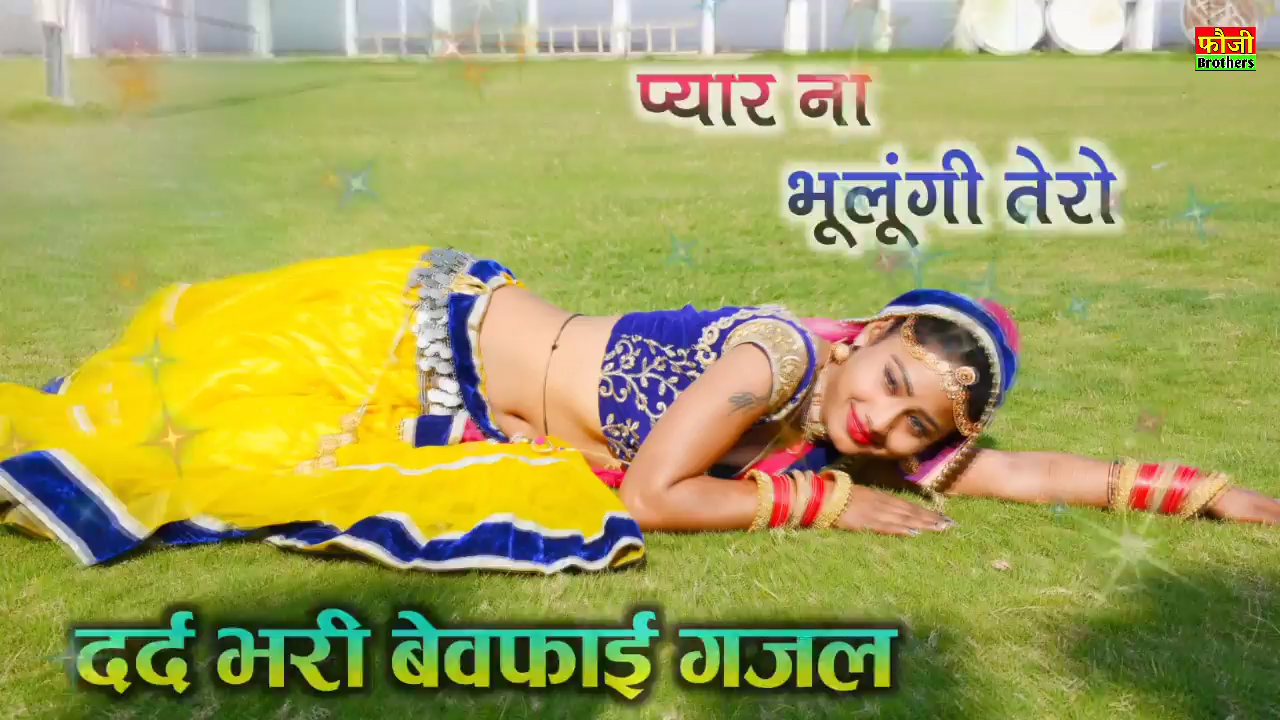 फौजी
Brothers
प्यार ना
भूलूंगी तेरो
दर्द भरी बेवफाई गजल